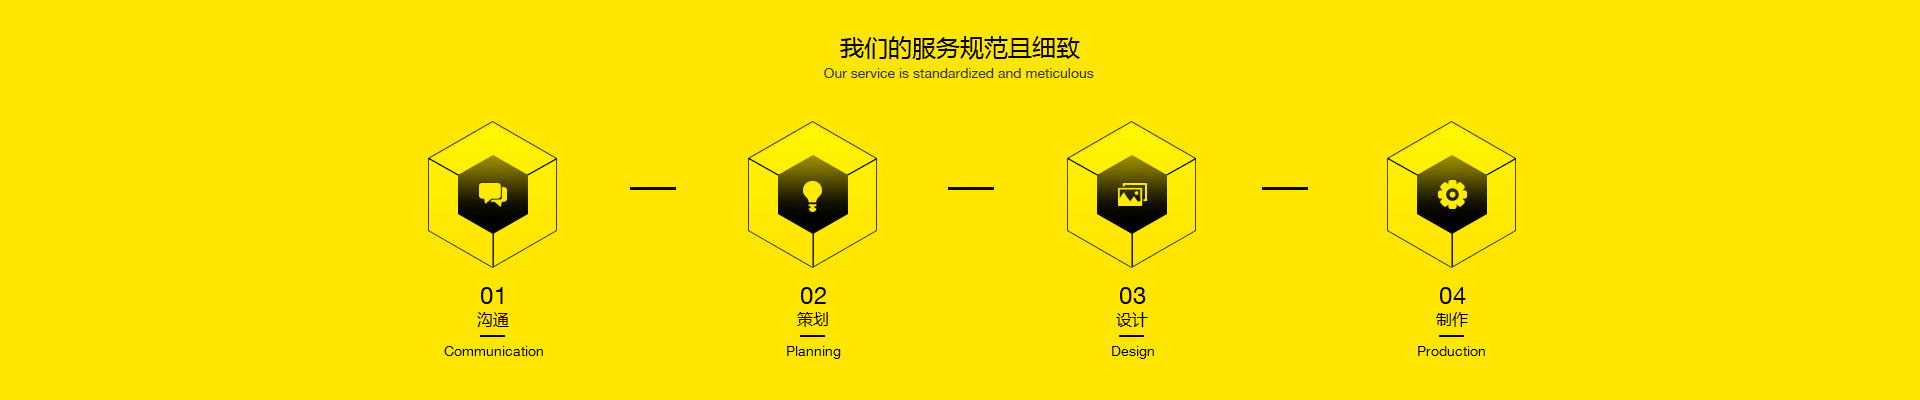 我们的服务规范且细致
Our service is standardized and meticulous
01
沟通
Communication
02
策划
Planning
03
设计
Design
04
制作
Production